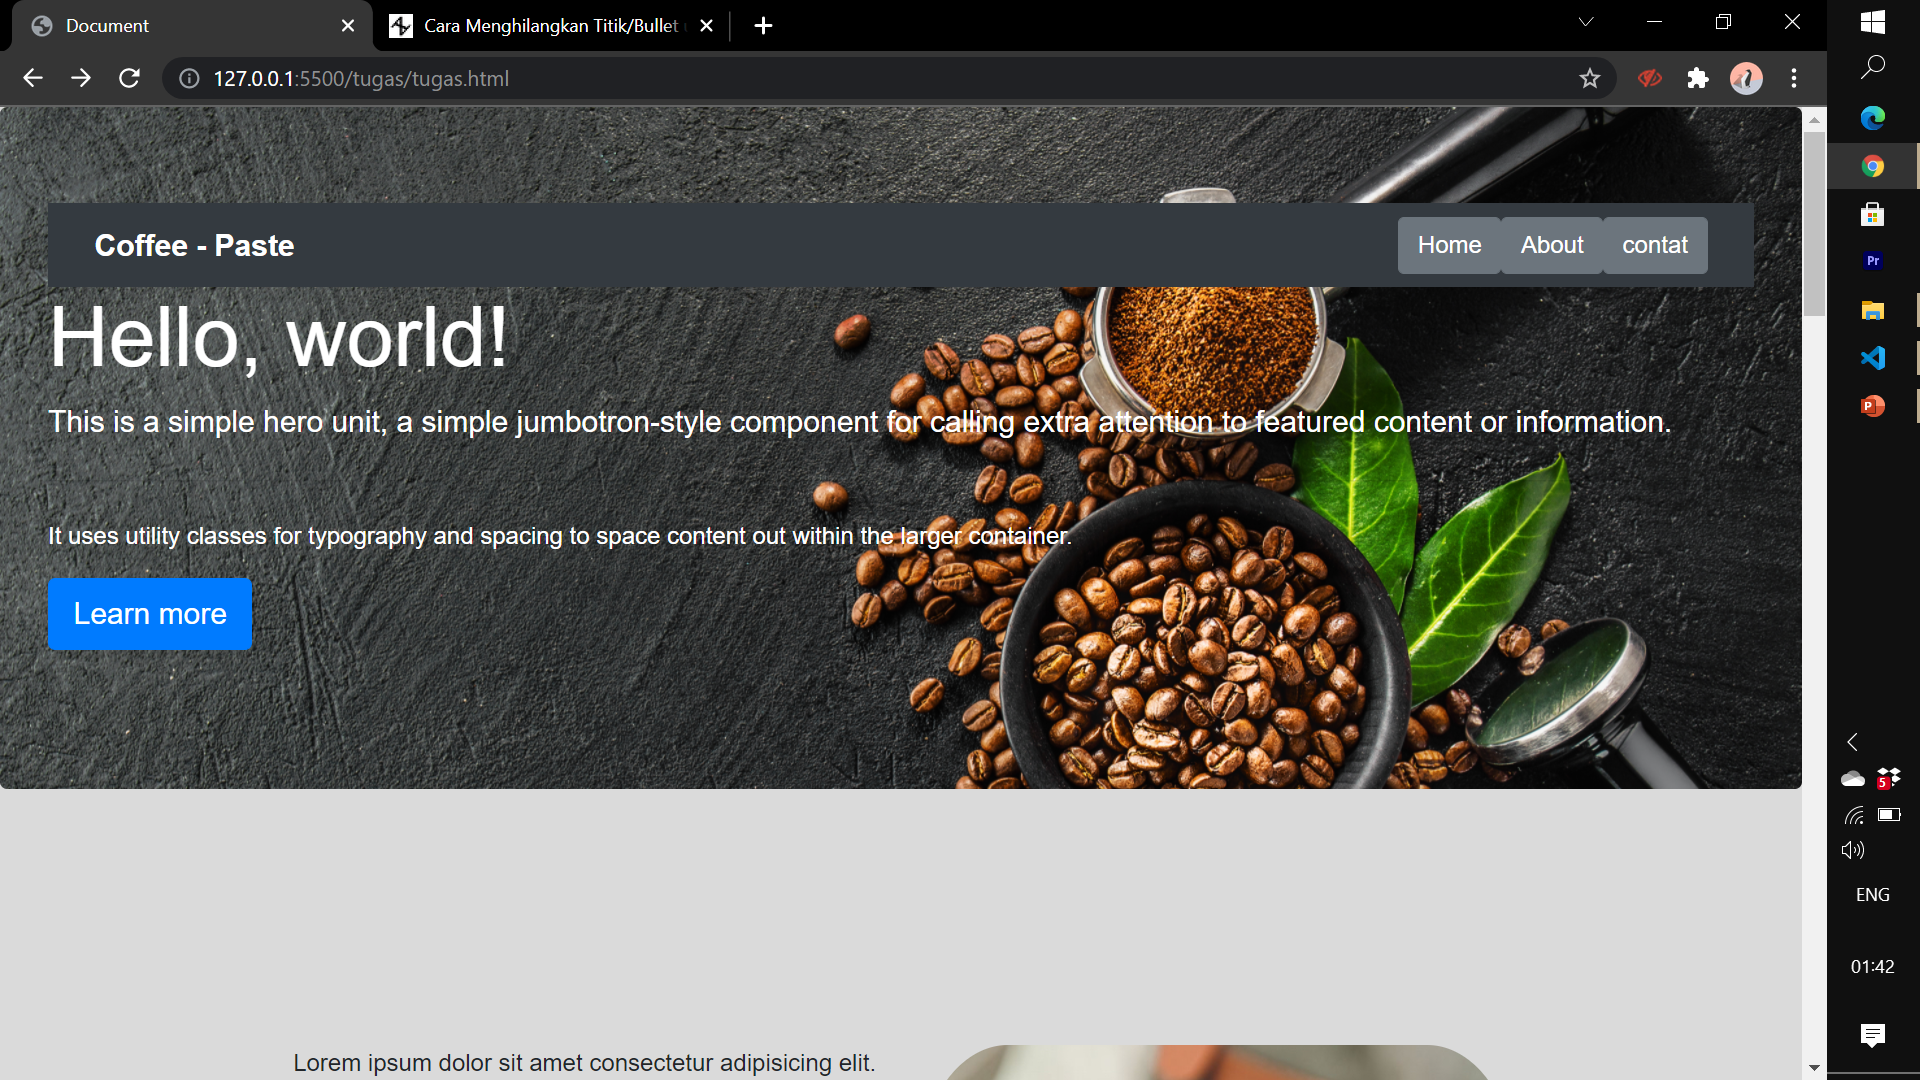 Document
Cara Menghilangkan Titik/Bullet
127.0.0.1:5500/tugas/tugas.html
Coffee - Paste
Home
About
contat
Hello, world!
This is a simple hero unit, a simple jumbotron-style component for calling extra attention to featured content or information.
It uses utility classes for typography and spacing to space content out within the larger container.
Learn more
Lorem ipsum dolor sit amet consectetur adipisicing elit.
Pr
P
5
ENG
01:42